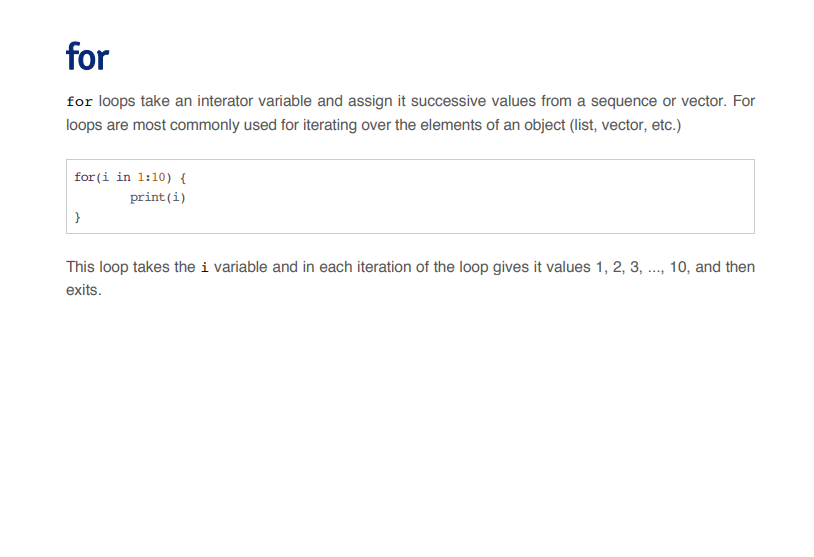 for
for loops take an interator variable and assign it successive values from a sequence or vector. For
loops are most commonly used for iterating over the elements of an object (list, vector, etc.)
for(i in 1:10) {
        print(i)
}
This loop takes the i variable and in each iteration of the loop gives it values 1, 2, 3, ..., 10, and then
exits.